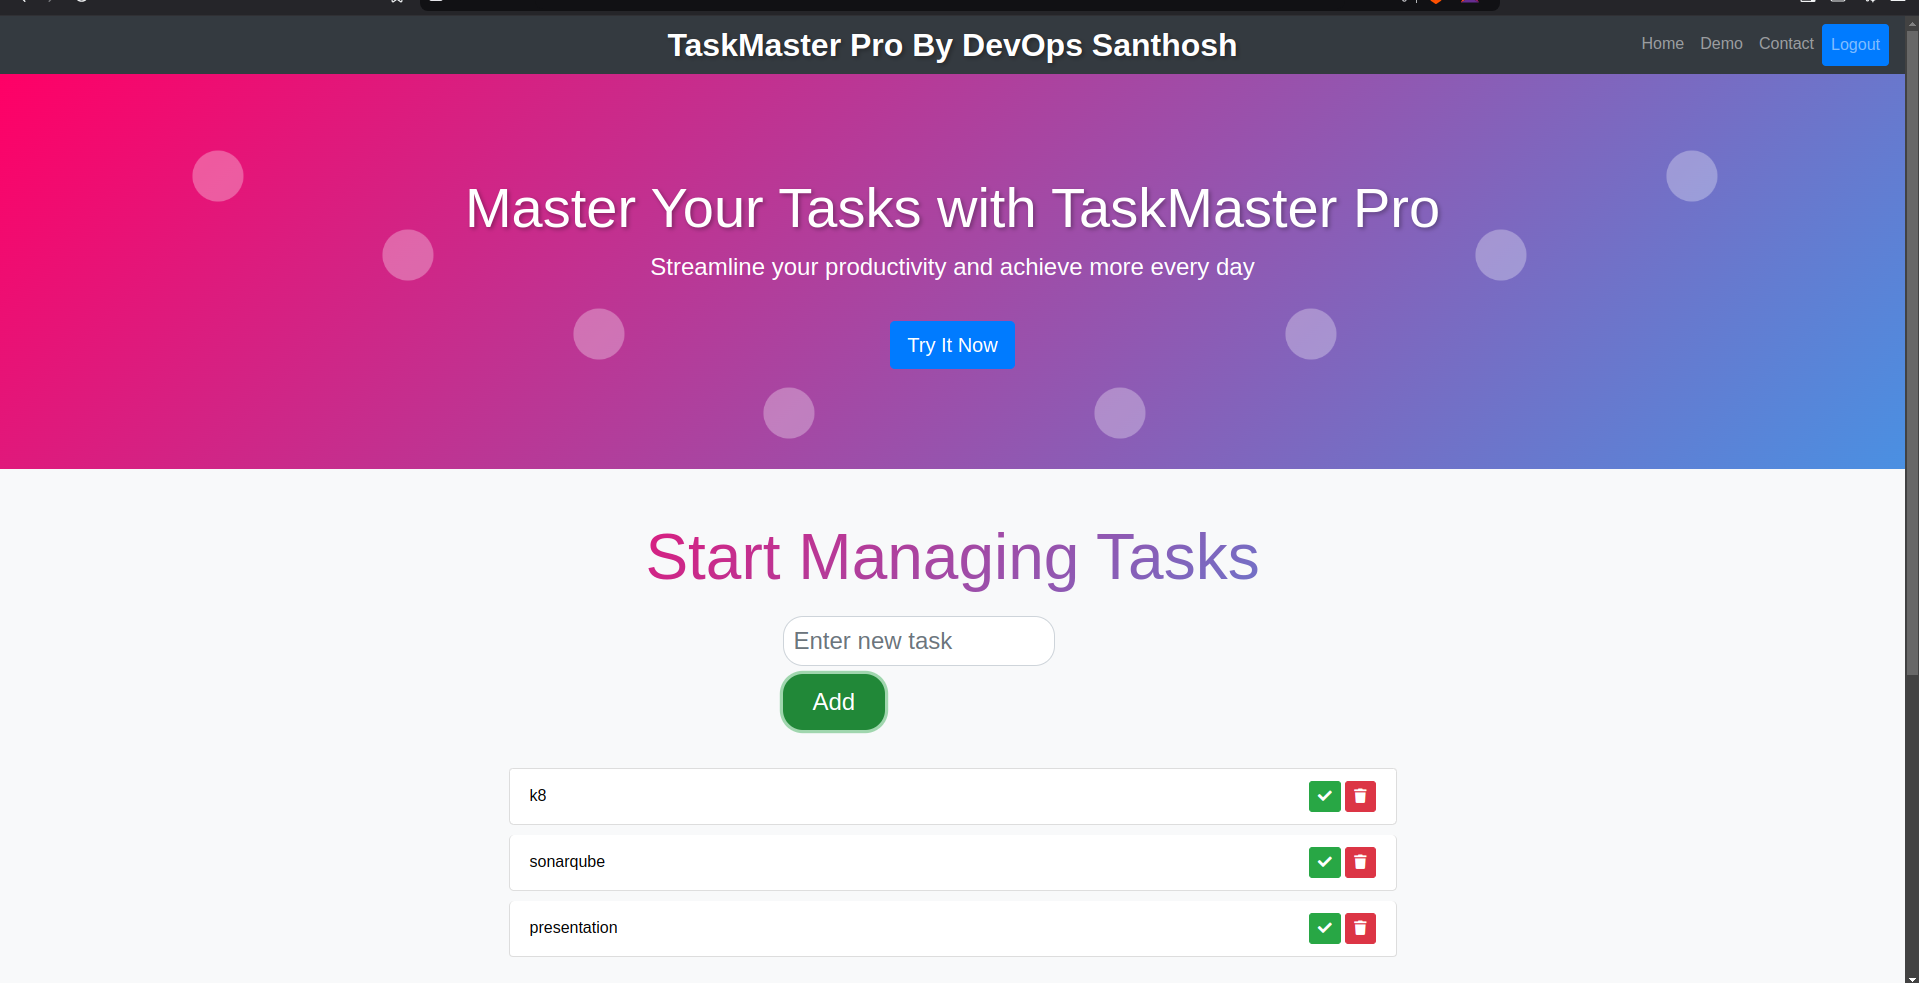 TaskMaster Pro By DevOps Santhosh
Home Demo Contact Logout
Master Your Tasks with TaskMaster Pro
Streamline your productivity and achieve more every day
Try It Now
Start Managing Tasks
Enter new task
Add
k8
sonarqube
presentation